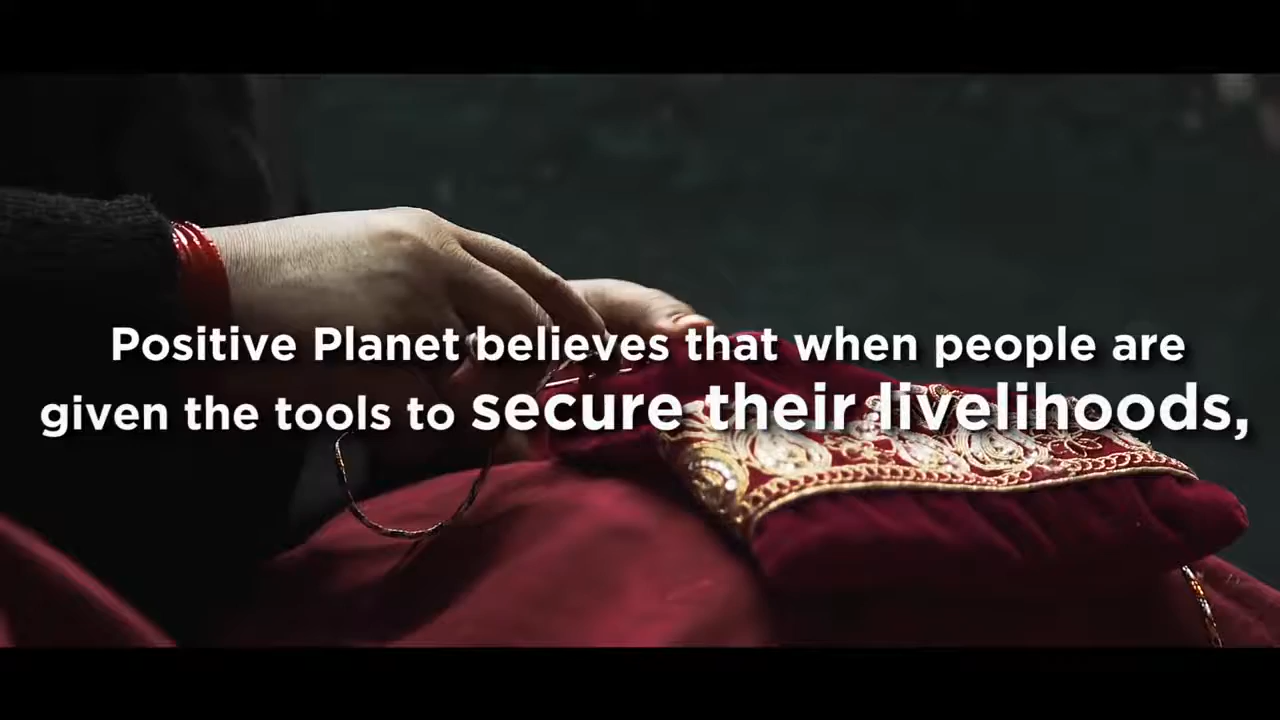 Positive Planet believes that when people are
given the tools to secure their livelihoods,